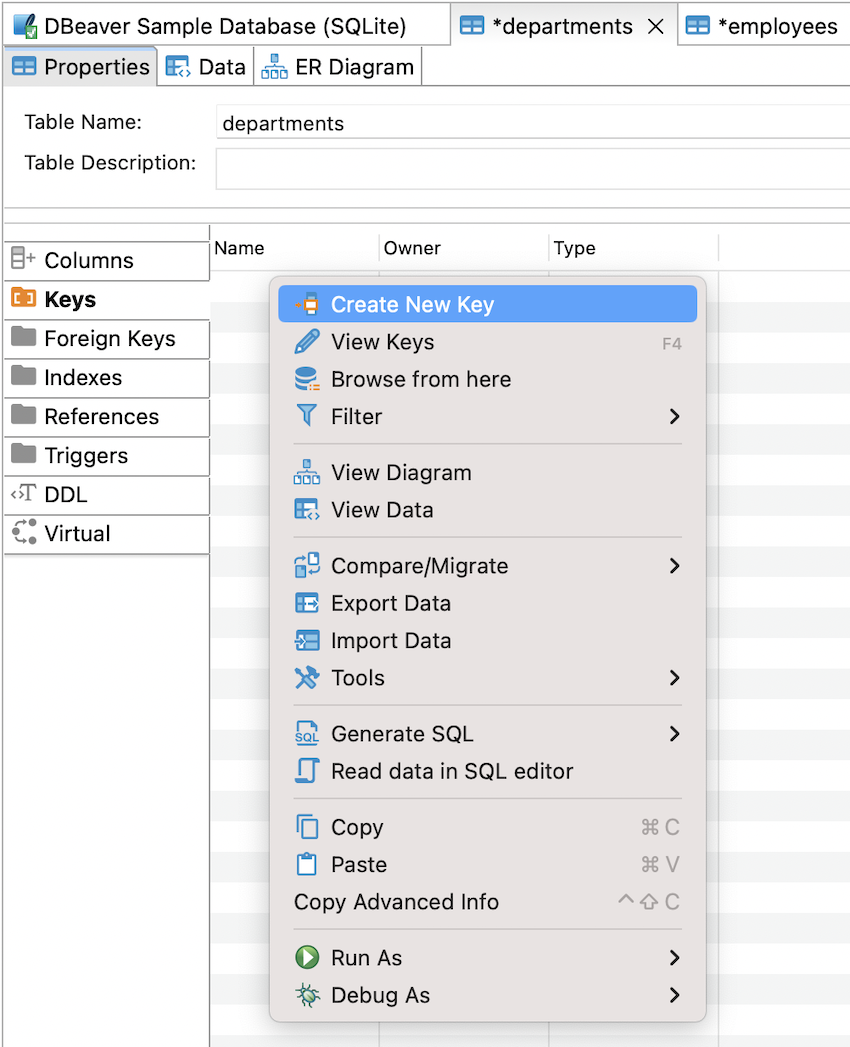 DBeaver Sample Database (SQLite) *departments *employees
Properties Data ER Diagram
Table Name: departments
Table Description:
Name Owner Type
Columns
Keys
Foreign Keys
Indexes
References
Triggers
DDL
Virtual
Create New Key
View Keys F4
Browse from here
Filter
View Diagram
View Data
Compare/Migrate
Export Data
Import Data
Tools
Generate SQL
Read data in SQL editor
Copy ⌘ C
Paste ⌘ V
Copy Advanced Info ^ ⇧ C
Run As
Debug As